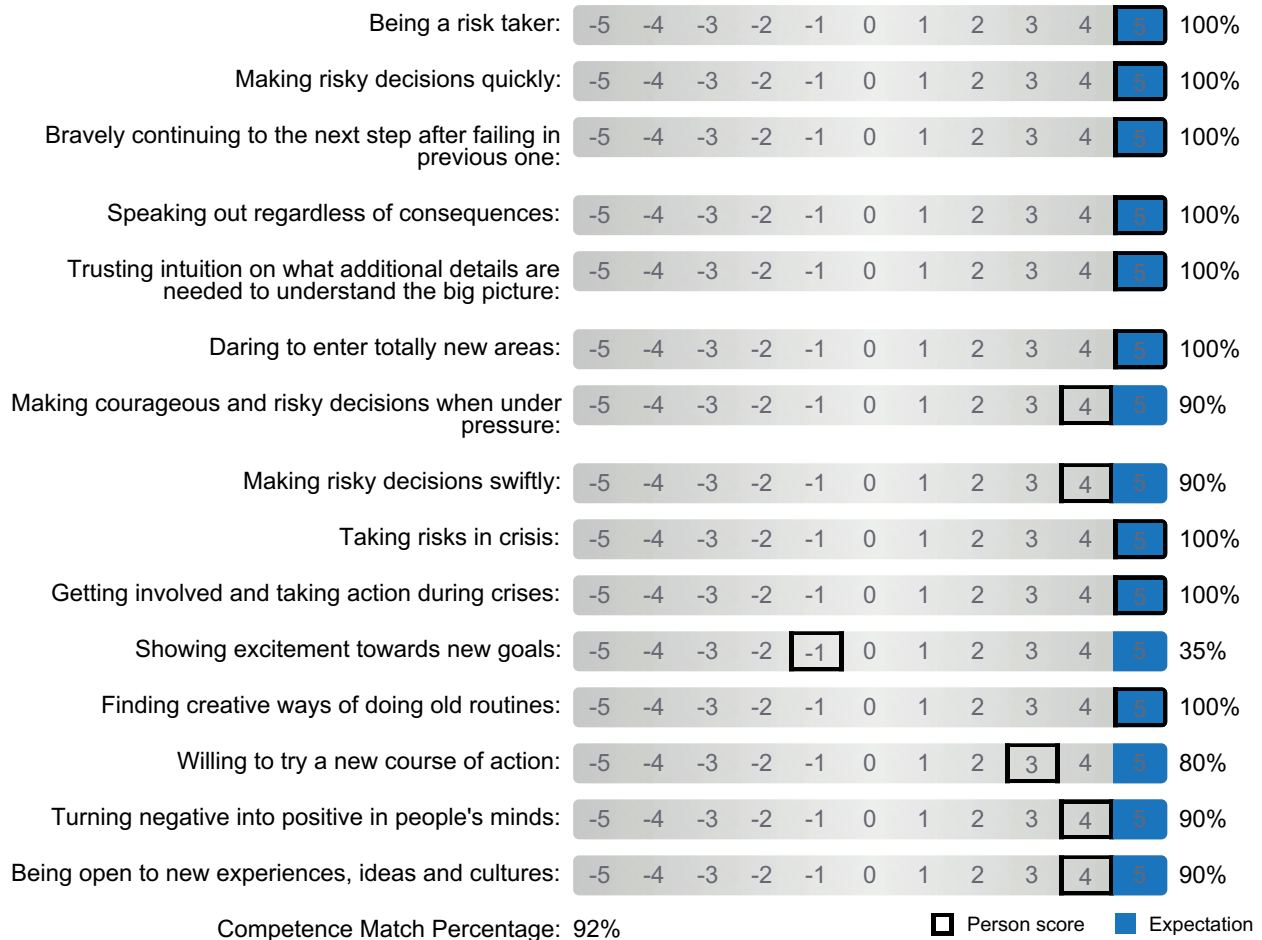 Being a risk taker: -5 -4 -3 -2 -1 0 1 2 3 4 5 100%
Making risky decisions quickly: -5 -4 -3 -2 -1 0 1 2 3 4 5 100%
Bravely continuing to the next step after failing in
previous one: -5 -4 -3 -2 -1 0 1 2 3 4 5 100%
Speaking out regardless of consequences: -5 -4 -3 -2 -1 0 1 2 3 4 5 100%
Trusting intuition on what additional details are
needed to understand the big picture: -5 -4 -3 -2 -1 0 1 2 3 4 5 100%
Daring to enter totally new areas: -5 -4 -3 -2 -1 0 1 2 3 4 5 100%
Making courageous and risky decisions when under
pressure: -5 -4 -3 -2 -1 0 1 2 3 4 5 90%
Making risky decisions swiftly: -5 -4 -3 -2 -1 0 1 2 3 4 5 90%
Taking risks in crisis: -5 -4 -3 -2 -1 0 1 2 3 4 5 100%
Getting involved and taking action during crises: -5 -4 -3 -2 -1 0 1 2 3 4 5 100%
Showing excitement towards new goals: -5 -4 -3 -2 -1 0 1 2 3 4 5 35%
Finding creative ways of doing old routines: -5 -4 -3 -2 -1 0 1 2 3 4 5 100%
Willing to try a new course of action: -5 -4 -3 -2 -1 0 1 2 3 4 5 80%
Turning negative into positive in people's minds: -5 -4 -3 -2 -1 0 1 2 3 4 5 90%
Being open to new experiences, ideas and cultures: -5 -4 -3 -2 -1 0 1 2 3 4 5 90%
Competence Match Percentage: 92% Person score Expectation